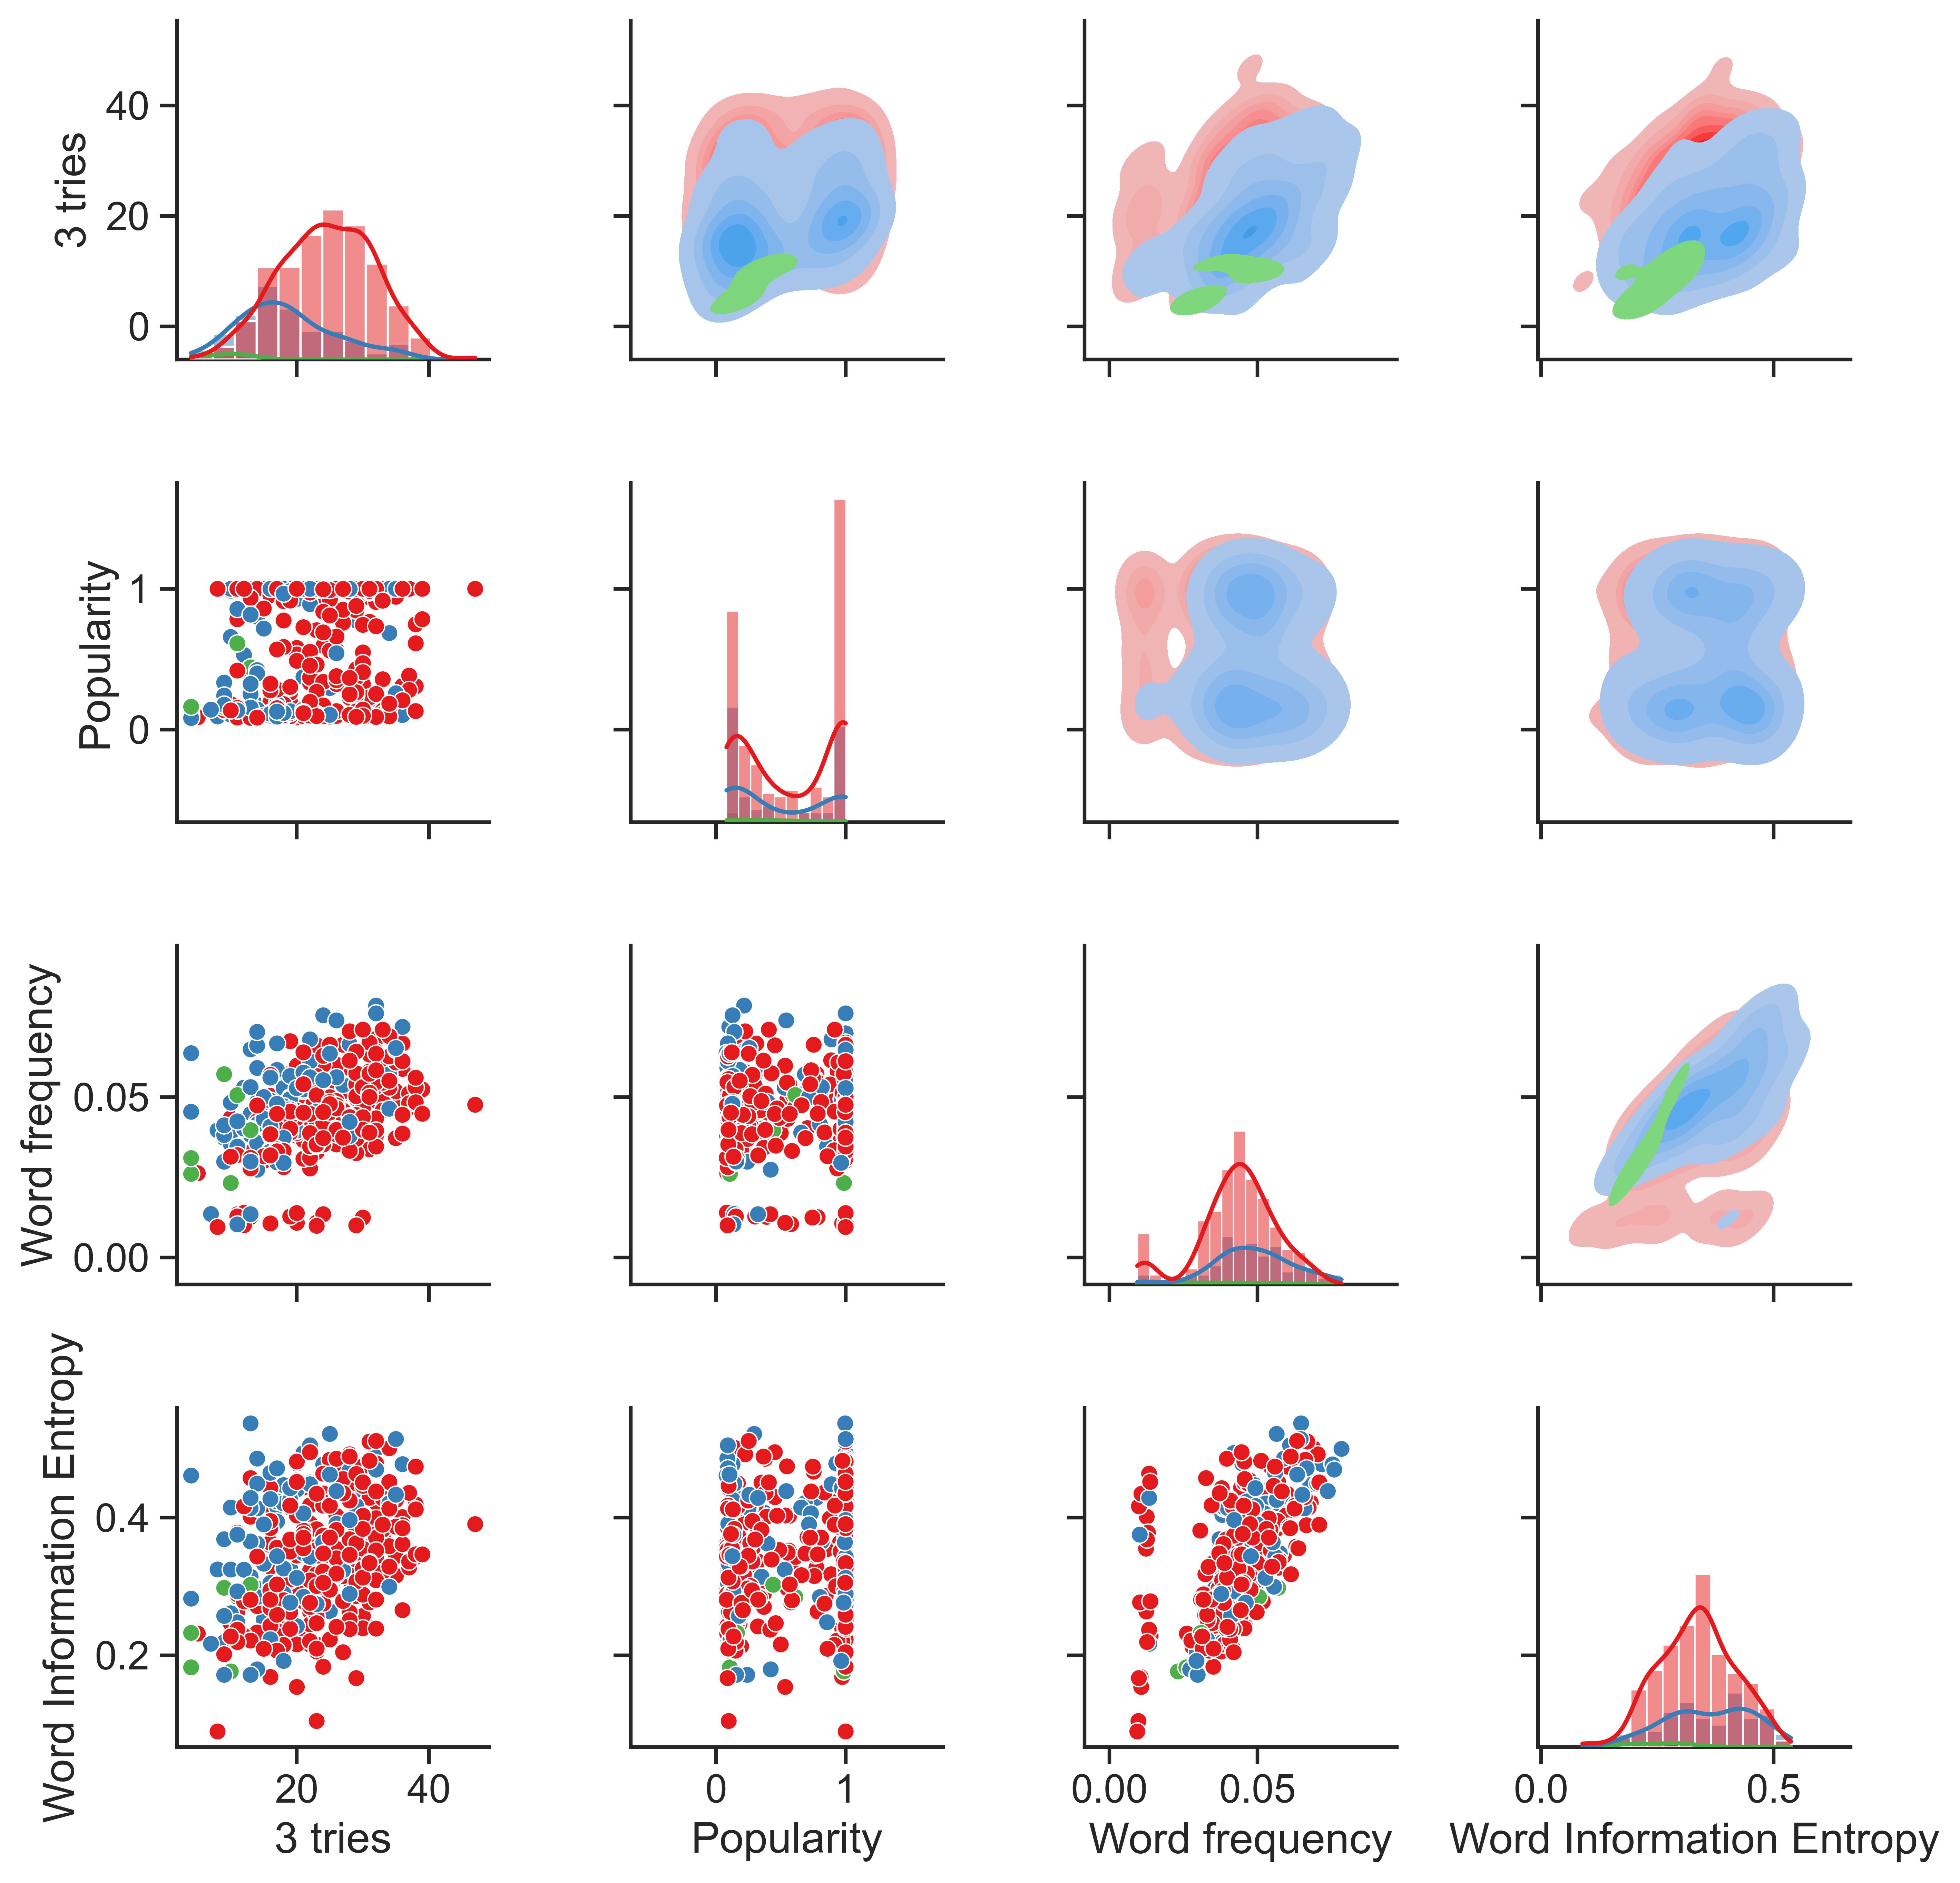 3 tries
40
20
0
Popularity
1
0
Word frequency
0.05
0.00
Word Information Entropy
0.4
0.2
20 40
0 1
0.00 0.05
0.0 0.5
3 tries
Popularity
Word frequency
Word Information Entropy